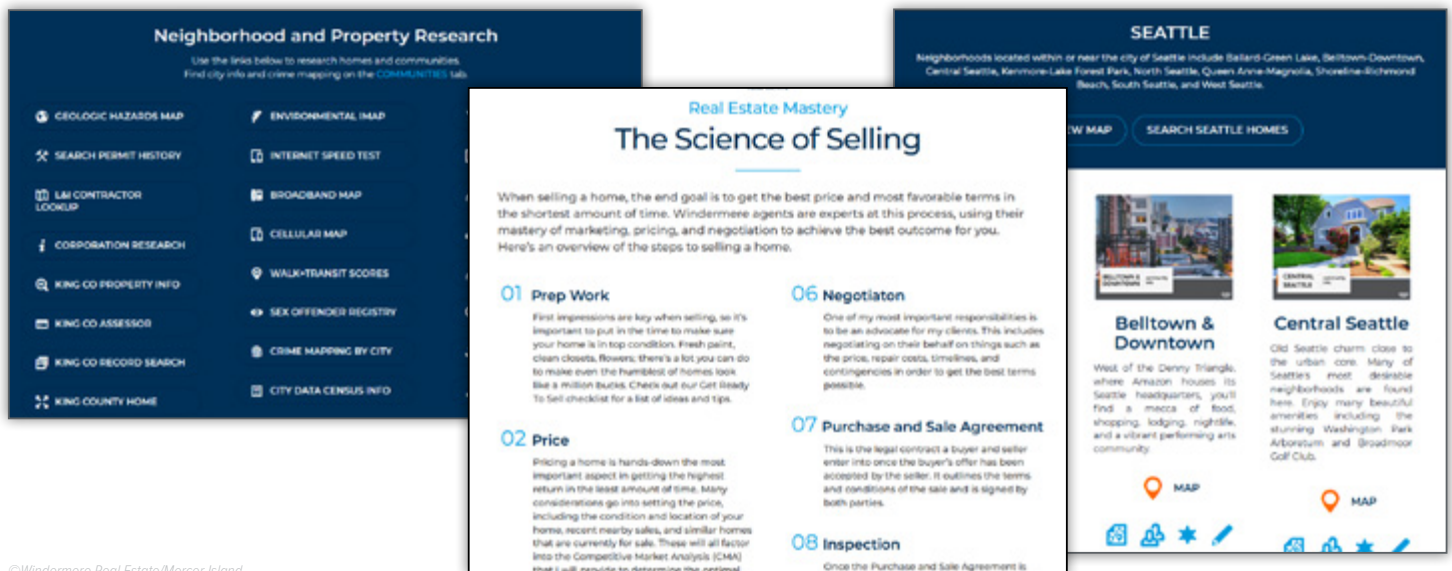 Neighborhood and Property Research
Use the links below to research homes and communities.
Find city info and crime mapping on the COMMUNITIES tab.
GEOLOGIC HAZARDS MAP
SEARCH PERMIT HISTORY
L&I CONTRACTOR
LOOKUP
CORPORATION RESEARCH
KING CO PROPERTY INFO
KING CO ASSESSOR
KING CO RECORD SEARCH
KING COUNTY HOME
ENVIRONMENTAL IMAP
INTERNET SPEED TEST
BROADBAND MAP
CELLULAR MAP
WALK+TRANSIT SCORES
SEX OFFENDER REGISTRY
CRIME MAPPING BY CITY
CITY DATA CENSUS INFO
Real Estate Mastery
The Science of Selling
When selling a home, the end goal is to get the best price and most favorable terms in
the shortest amount of time. Windermere agents are experts at this process, using their
mastery of marketing, pricing, and negotiation to achieve the best outcome for you.
Here's an overview of the steps to selling a home.
01 Prep Work
First impressions are key when selling, so it's
important to put in the time to make sure
your home is in top condition. Fresh paint,
clean closets, flowers; there's a lot you can do
to make even the humblest of homes look
like a million bucks. Check out our Get Ready
To Sell checklist for a list of ideas and tips.
02 Price
Pricing a home is hands-down the most
important aspect in getting the highest
return in the least amount of time. Many
considerations go into setting the price,
including the condition and location of your
home, recent nearby sales, and similar homes
that are currently for sale. These will all factor
into the Competitive Market Analysis (CMA)
that I will provide to determine the optimal
06 Negotiaton
One of my most important responsibilities is
to be an advocate for my clients. This includes
negotiating on their behalf on things such as
the price, repair costs, timelines, and
contingencies in order to get the best terms
possible.
07 Purchase and Sale Agreement
This is the legal contract a buyer and seller
enter into once the buyer's offer has been
accepted by the seller. It outlines the terms
and conditions of the sale and is signed by
both parties.
08 Inspection
Once the Purchase and Sale Agreement is
SEATTLE
Neighborhoods located within or near the city of Seattle include Ballard-Green Lake, Belltown-Downtown,
Central Seattle, Kenmore-Lake Forest Park, North Seattle, Queen Anne-Magnolia, Shoreline-Richmond
Beach, South Seattle, and West Seattle.
EW MAP
SEARCH SEATTLE HOMES
BELLTOWN &
DOWNTOWN
Belltown &
Downtown
West of the Denny Triangle,
where Amazon houses its
Seattle headquarters, you'll
find a mecca of food,
shopping, lodging, nightlife,
and a vibrant performing arts
community.
MAP
CENTRAL
SEATTLE
Central Seattle
Old Seattle charm close to
the urban core. Many of
Seattle's most desirable
neighborhoods are found
here. Enjoy many beautiful
amenities including the
stunning Washington Park
Arboretum and Broadmoor
Golf Club.
MAP
©Windermere Real Estate/Mercer Island